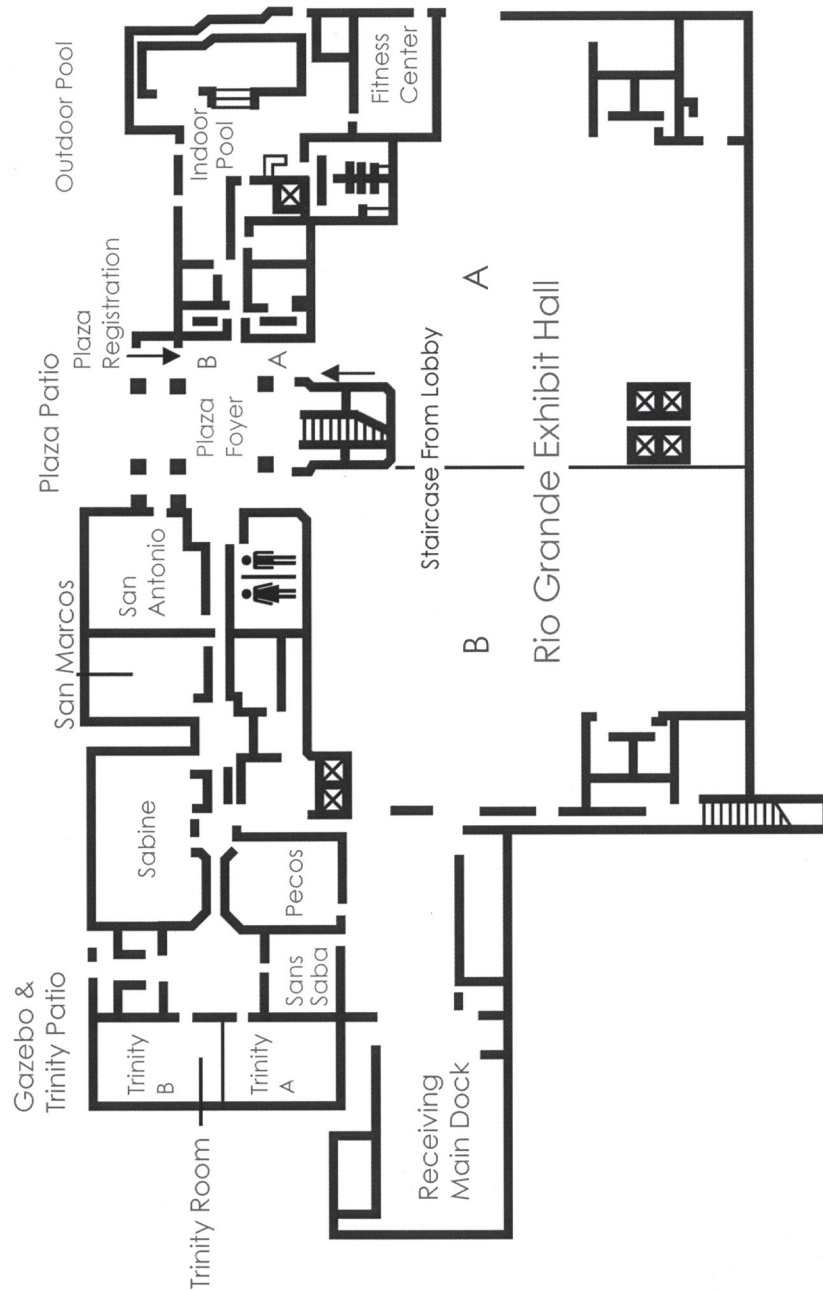 Gazebo &
Trinity Patio
San Marcos
Plaza Patio
Plaza
Registration
Outdoor Pool
Trinity Room
Trinity
B
Trinity
A
Sans
Saba
Pecos
Sabine
San
Antonio
Plaza
Foyer
B
A
Indoor
Pool
Fitness
Center
Staircase From Lobby
Receiving
Main Dock
B
A
Rio Grande Exhibit Hall